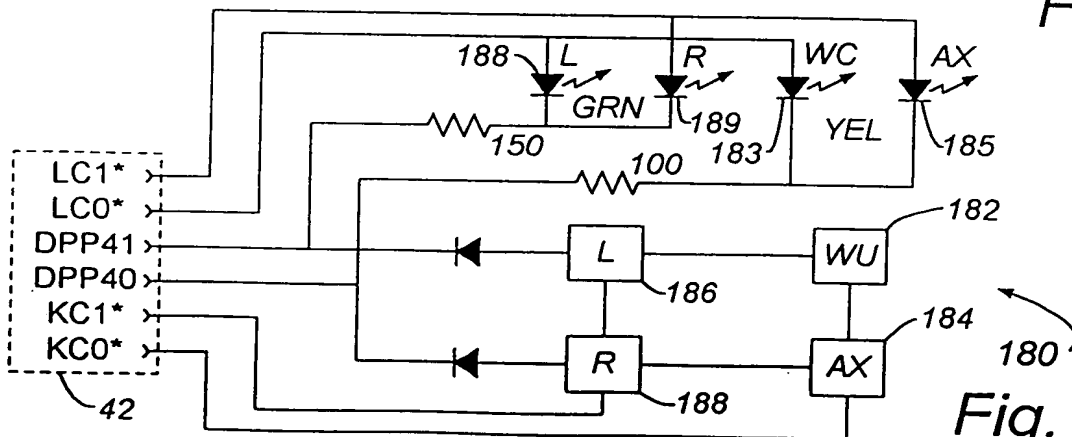 L
R
WC
AX
188
GRN
189
183
YEL
185
150
100
LC1*
LC0*
DPP41
DPP40
KC1*
KC0*
42
L
186
WU
182
R
188
AX
184
180
Fig.